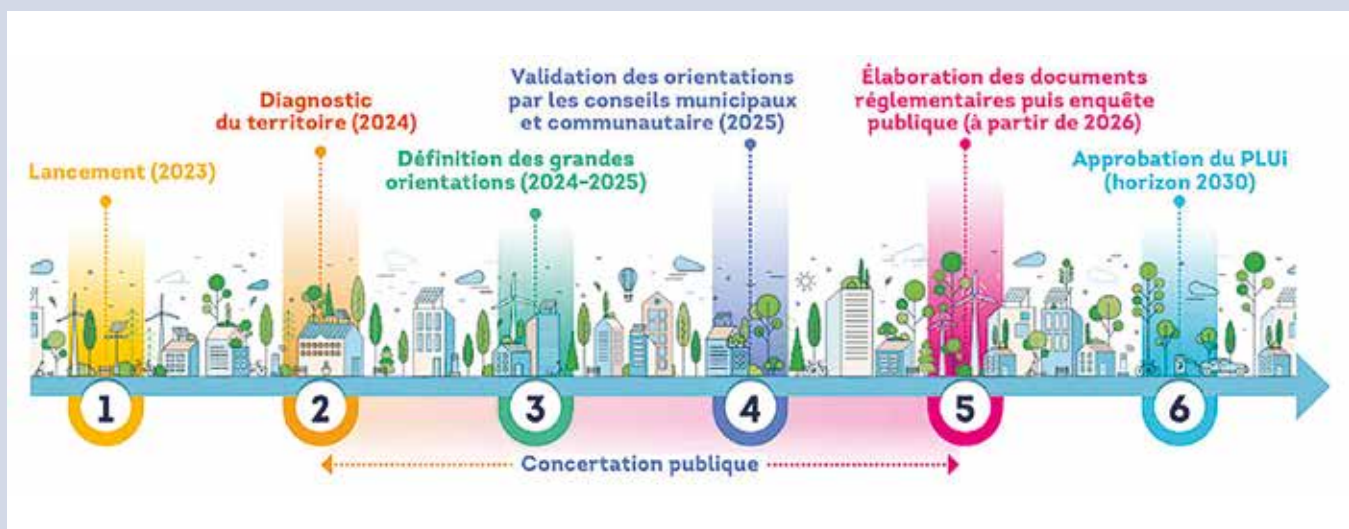 Lancement (2023)
Diagnostic
du territoire (2024)
Définition des grandes
orientations (2024-2025)
Validation des orientations
par les conseils municipaux
et communautaire (2025)
Élaboration des documents
réglementaires puis enquête
publique (à partir de 2026)
Approbation du PLUi
(horizon 2030)
1
2
3
4
5
6
Concertation publique